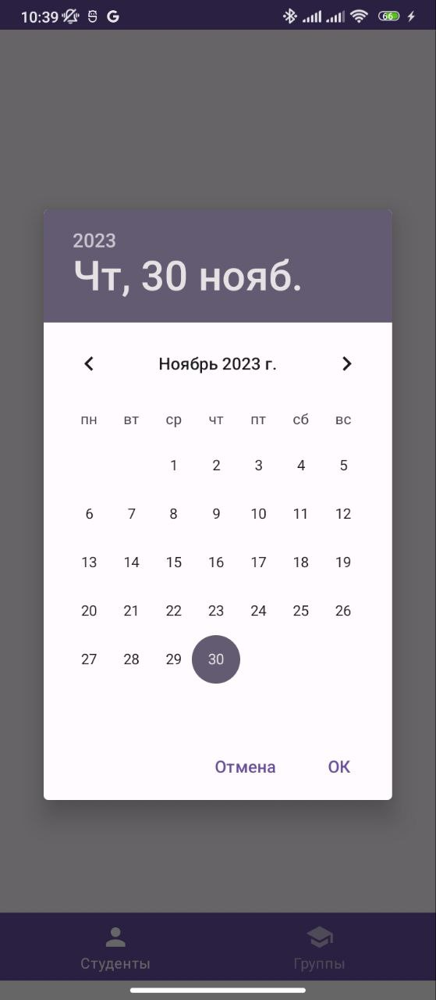 10:39 G 66
2023
Чт, 30 нояб.
Ноябрь 2023 г.
пн вт ср чт пт сб вс
1 2 3 4 5
6 7 8 9 10 11 12
13 14 15 16 17 18 19
20 21 22 23 24 25 26
27 28 29 30
Отмена ОК
Студенты Группы